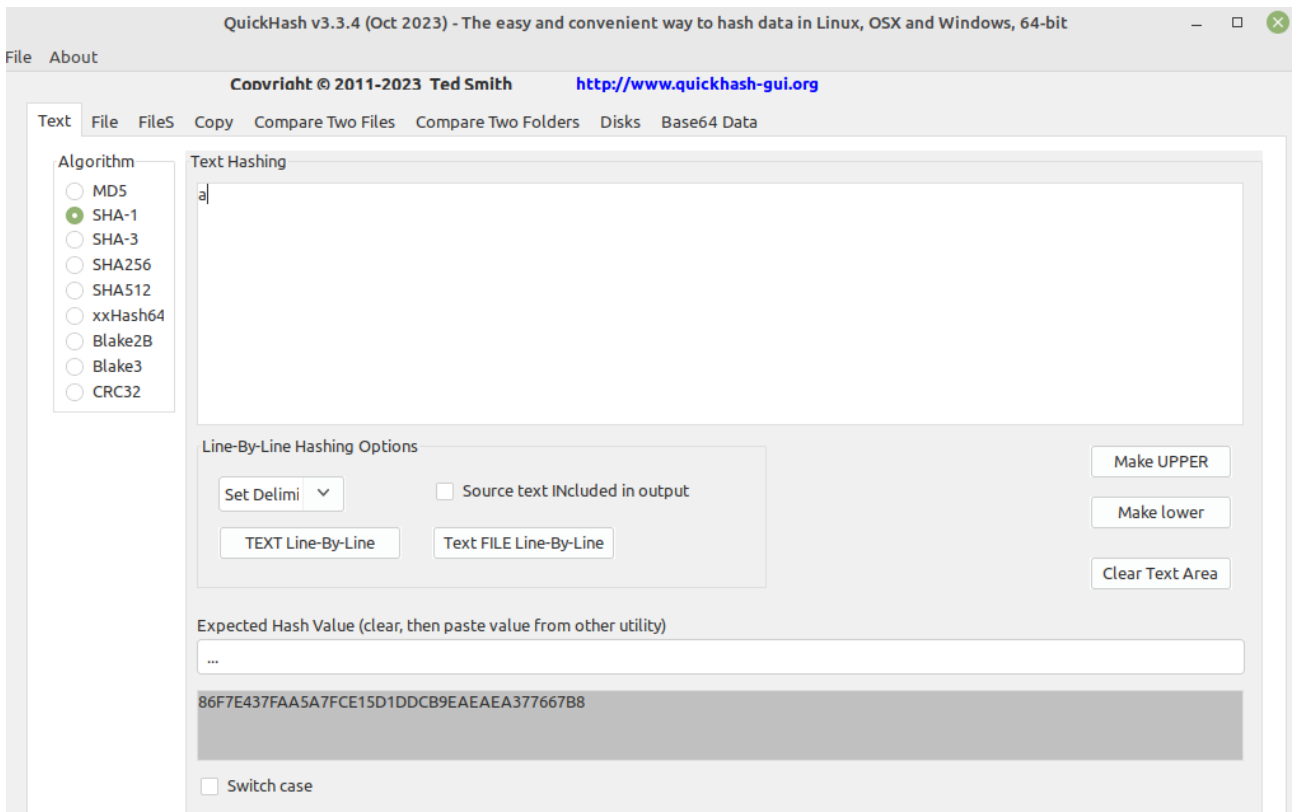 QuickHash v3.3.4 (Oct 2023) - The easy and convenient way to hash data in Linux, OSX and Windows, 64-bit
File About
Copyright © 2011-2023 Ted Smith http://www.quickhash-gui.org
Text File FileS Copy Compare Two Files Compare Two Folders Disks Base64 Data
Algorithm
MD5
SHA-1
SHA-3
SHA256
SHA512
xxHash64
Blake2B
Blake3
CRC32
Text Hashing
a
Line-By-Line Hashing Options
Set Delimi
Source text INcluded in output
TEXT Line-By-Line
Text FILE Line-By-Line
Make UPPER
Make lower
Clear Text Area
Expected Hash Value (clear, then paste value from other utility)
...
86F7E437FAA5A7FCE15D1DDCB9EAEAEA377667B8
Switch case